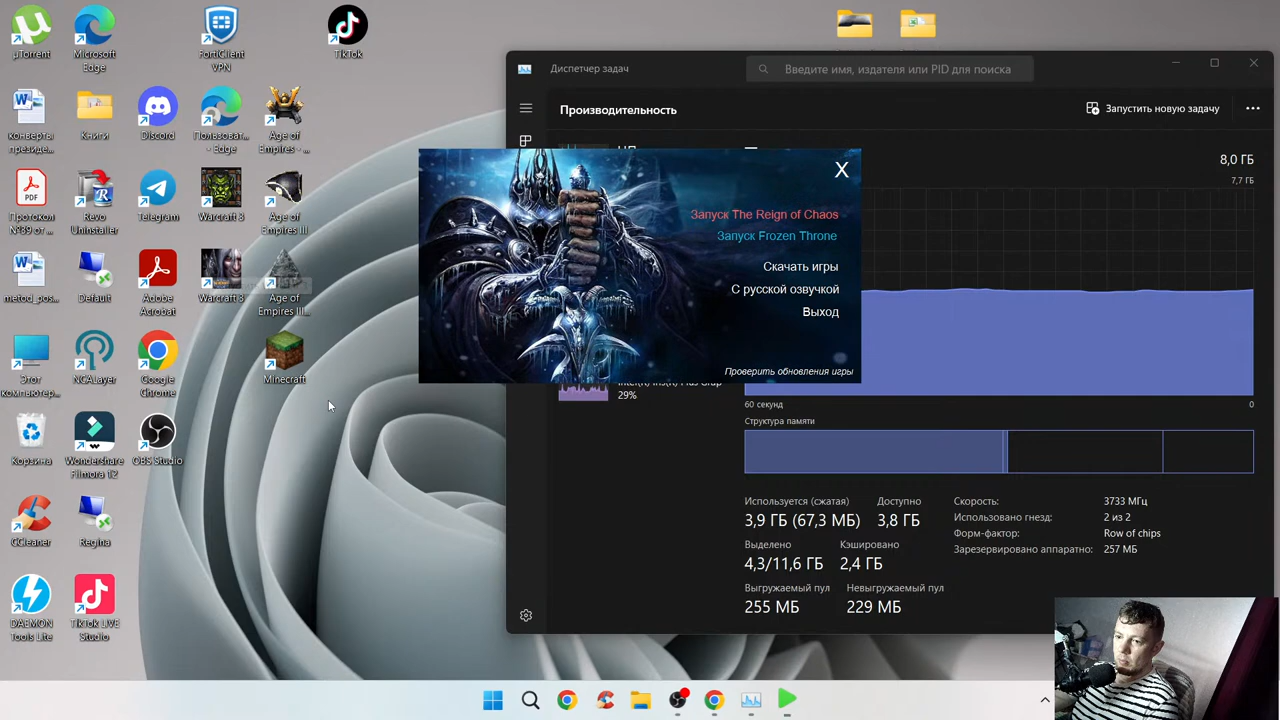 µTorrent
Microsoft
Edge
FortiClient
VPN
TikTok
конверты
президе...
Книги
Discord
Пользоват...
- Edge
Age of
Empires - ...
Протокол
№39 от ...
Revo
Uninstaller
Telegram
Warcraft 3
Age of
Empires III
metod_pos...
Default
Adobe
Acrobat
Warcraft 3
Age of
Empires III...
Этот
компьютер...
NCALayer
Google
Chrome
Minecraft
Корзина
Wondershare
Filmora 12
OBS Studio
CCleaner
Regina
DAEMON
Tools Lite
TikTok LIVE
Studio
Диспетчер задач
Введите имя, издателя или PID для поиска
Производительность
Запустить новую задачу
8,0 ГБ
7,7 ГБ
X
Запуск The Reign of Chaos
Запуск Frozen Throne
Скачать игры
С русской озвучкой
Выход
Проверить обновления игры
29%
60 секунд
0
Структура памяти
Используется (сжатая)
Доступно
3,9 ГБ (67,3 МБ)
3,8 ГБ
Выделено
Кэшировано
4,3/11,6 ГБ
2,4 ГБ
Выгружаемый пул
Невыгружаемый пул
255 МБ
229 МБ
Скорость:
3733 МГц
Использовано гнезд:
2 из 2
Форм-фактор:
Row of chips
Зарезервировано аппаратно:
257 МБ